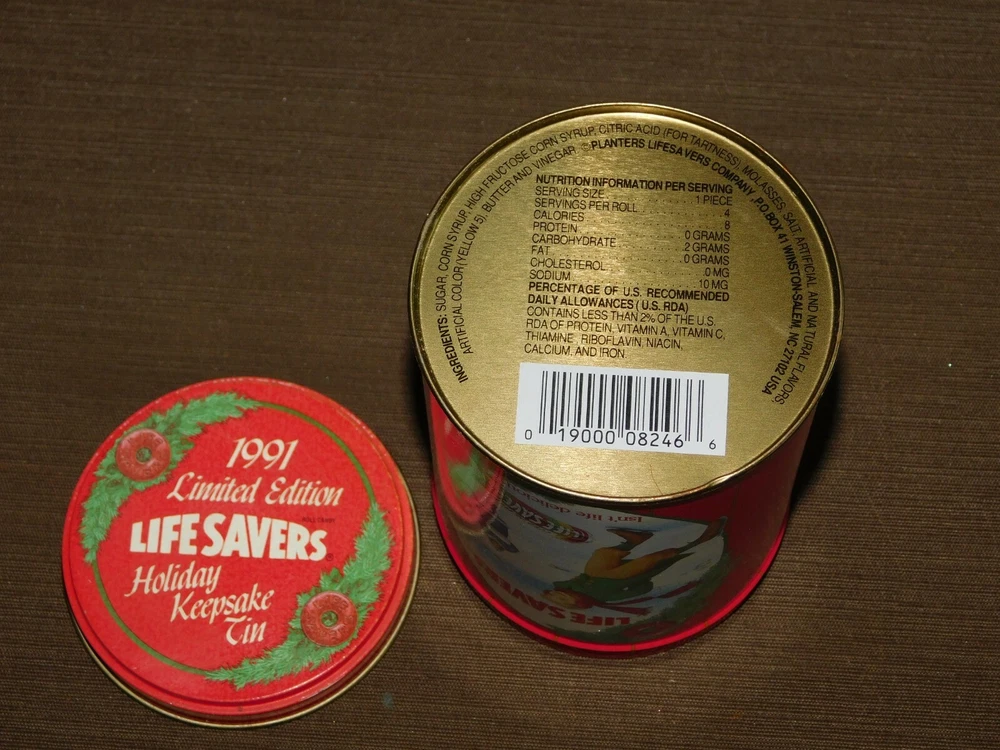 1991
Limited Edition
LIFE SAVERS
Holiday
Keepsake
Tin
INGREDIENTS: SUGAR, CORN SYRUP, HIGH FRUCTOSE CORN SYRUP, CITRIC ACID (FOR TARTNESS), MOLASSES, SALT, ARTIFICIAL AND NATURAL FLAVORS,
ARTIFICIAL COLOR (YELLOW 5), BUTTER AND VINEGAR ©PLANTERS LIFESAVERS COMPANY, P.O. BOX 41 WINSTON-SALEM, NC 27102 USA
NUTRITION INFORMATION PER SERVING
SERVING SIZE 1 PIECE
SERVINGS PER ROLL 4
CALORIES 8
PROTEIN 0 GRAMS
CARBOHYDRATE 2 GRAMS
FAT 0 GRAMS
CHOLESTEROL 0 MG
SODIUM 10 MG
PERCENTAGE OF U.S. RECOMMENDED
DAILY ALLOWANCES (U.S. RDA)
CONTAINS LESS THAN 2% OF THE U.S.
RDA OF PROTEIN, VITAMIN A, VITAMIN C,
THIAMINE, RIBOFLAVIN, NIACIN,
CALCIUM, AND IRON
0 19000 08246 6
Isn't life delicious
LIFE SAVERS